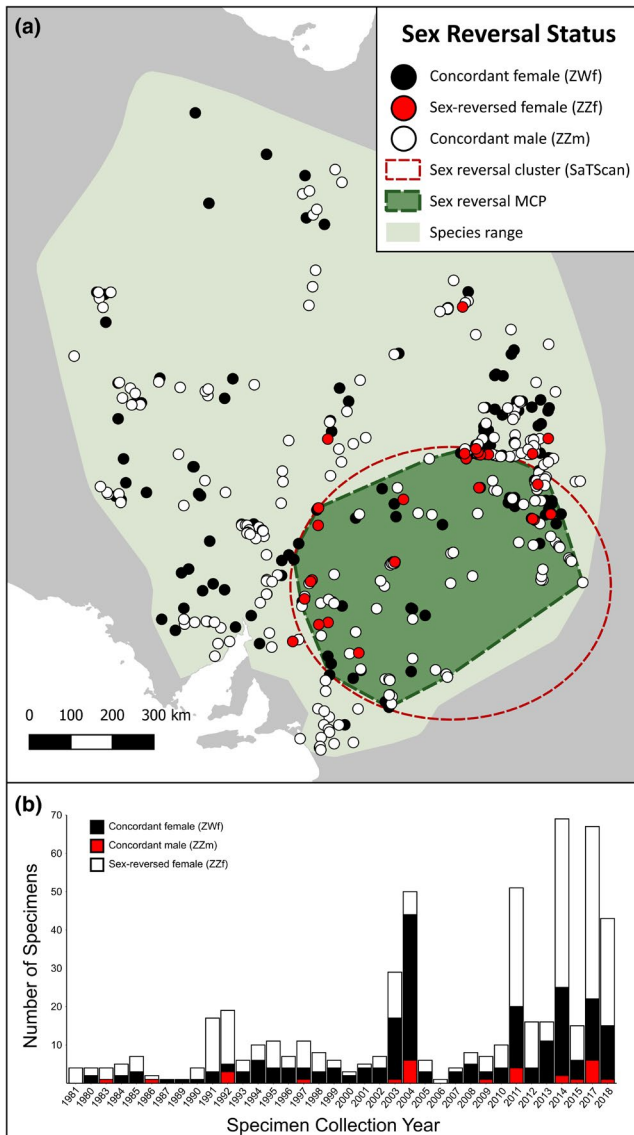 (a)
Sex Reversal Status
Concordant female (ZWf)
Sex-reversed female (ZZf)
Concordant male (ZZm)
Sex reversal cluster (SaTScan)
Sex reversal MCP
Species range
0 100 200 300 km
(b)
Concordant female (ZWf)
Concordant male (ZZm)
Sex-reversed female (ZZf)
Number of Specimens
70
60
50
40
30
20
10
1981 1980 1983 1984 1985 1986 1987 1989 1990 1991 1992 1993 1994 1995 1996 1997 1998 1999 2000 2001 2002 2003 2004 2005 2006 2007 2008 2009 2010 2011 2012 2013 2014 2015 2017 2018
Specimen Collection Year